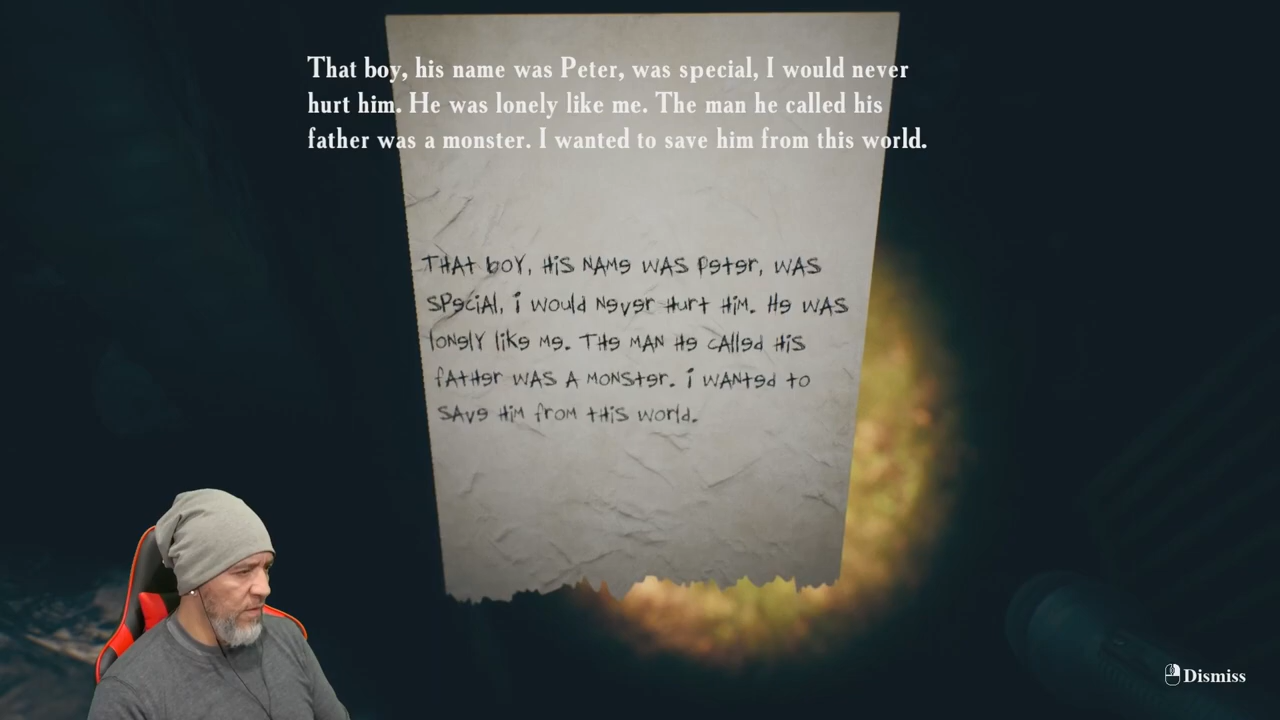 That boy, his name was Peter, was special, I would never
hurt him. He was lonely like me. The man he called his
father was a monster. I wanted to save him from this world.
THAt bOY, His NAMe WAS Peter, WAS
SPeciAl, i would Never Hurt HiM. He WAS
loNelY like Me. THe MAN He cAlled His
fAtHer WAS A MoNSter. i WANted to
SAve HiM froM tHis world.
Dismiss